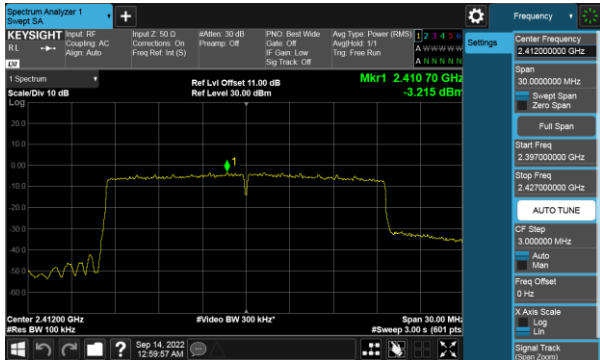 Spectrum Analyzer 1
Swept SA
Frequency
KEYSIGHT
Input: RF
Input Z: 50 Ω
#Atten: 30 dB
PNO: Best Wide
Avg Type: Power (RMS)
1 2 3 4 5 6
RL
Coupling: AC
Corrections: On
Preamp: Off
Gate: Off
Avg|Hold: 1/1
A W W W W W
Align: Auto
Freq Ref: Int (S)
IF Gain: Low
Trig: Free Run
Sig Track: Off
A N N N N N
1 Spectrum
Scale/Div 10 dB
Ref Lvl Offset 11.00 dB
Ref Level 30.00 dBm
Mkr1 2.410 70 GHz
-3.215 dBm
Log
20.0
10.0
0.00
-10.0
-20.0
-30.0
-40.0
-50.0
-60.0
1
Center 2.41200 GHz
#Video BW 300 kHz*
Span 30.00 MHz
#Res BW 100 kHz
#Sweep 3.00 s (601 pts
Sep 14, 2022
12:59:57 AM
Settings
Center Frequency
2.412000000 GHz
Span
30.0000000 MHz
Swept Span
Zero Span
Full Span
Start Freq
2.397000000 GHz
Stop Freq
2.427000000 GHz
AUTO TUNE
CF Step
3.000000 MHz
Auto
Man
Freq Offset
0 Hz
X Axis Scale
Log
Lin
Signal Track
(Span Zoom)